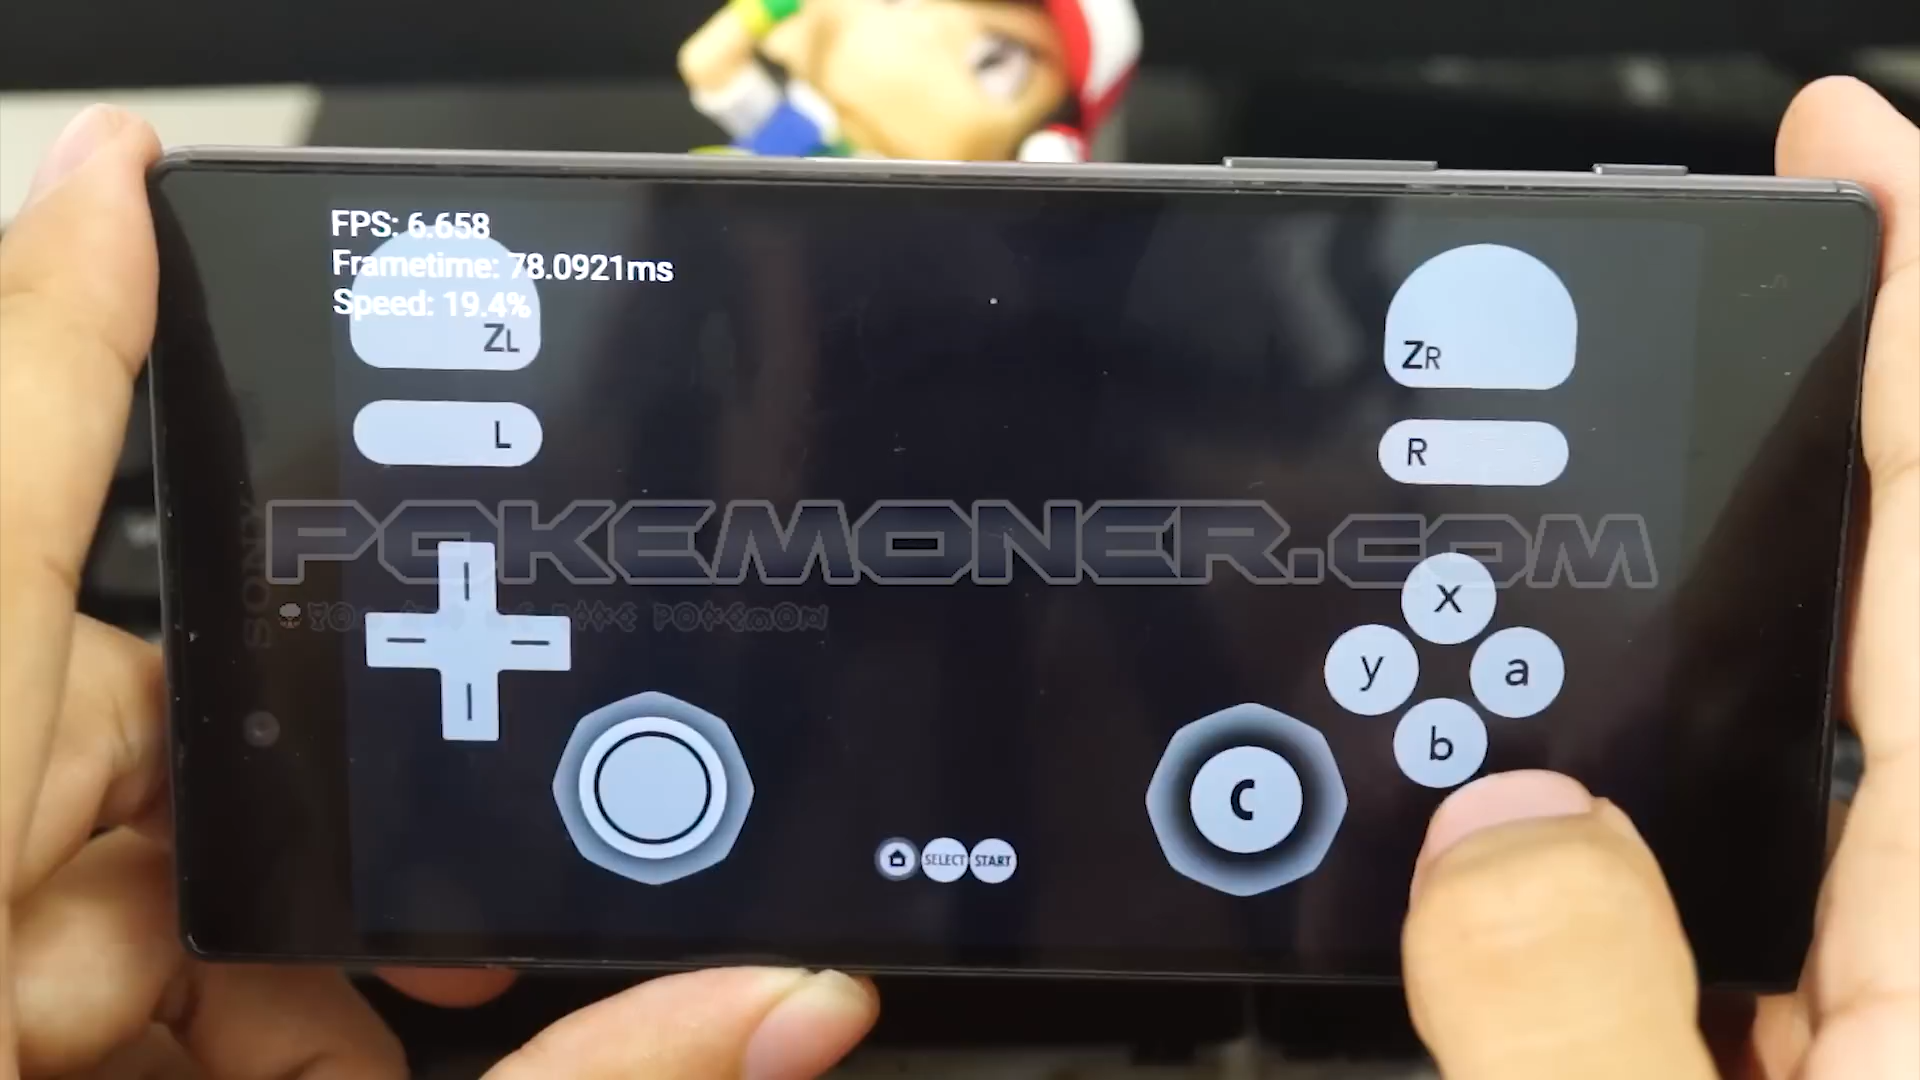 FPS: 6.658
Frametime: 78.0921ms
Speed: 19.4%
ZL
ZR
L
R
POKEMONER.COM
SONY
x
y
a
b
C
SELECT START